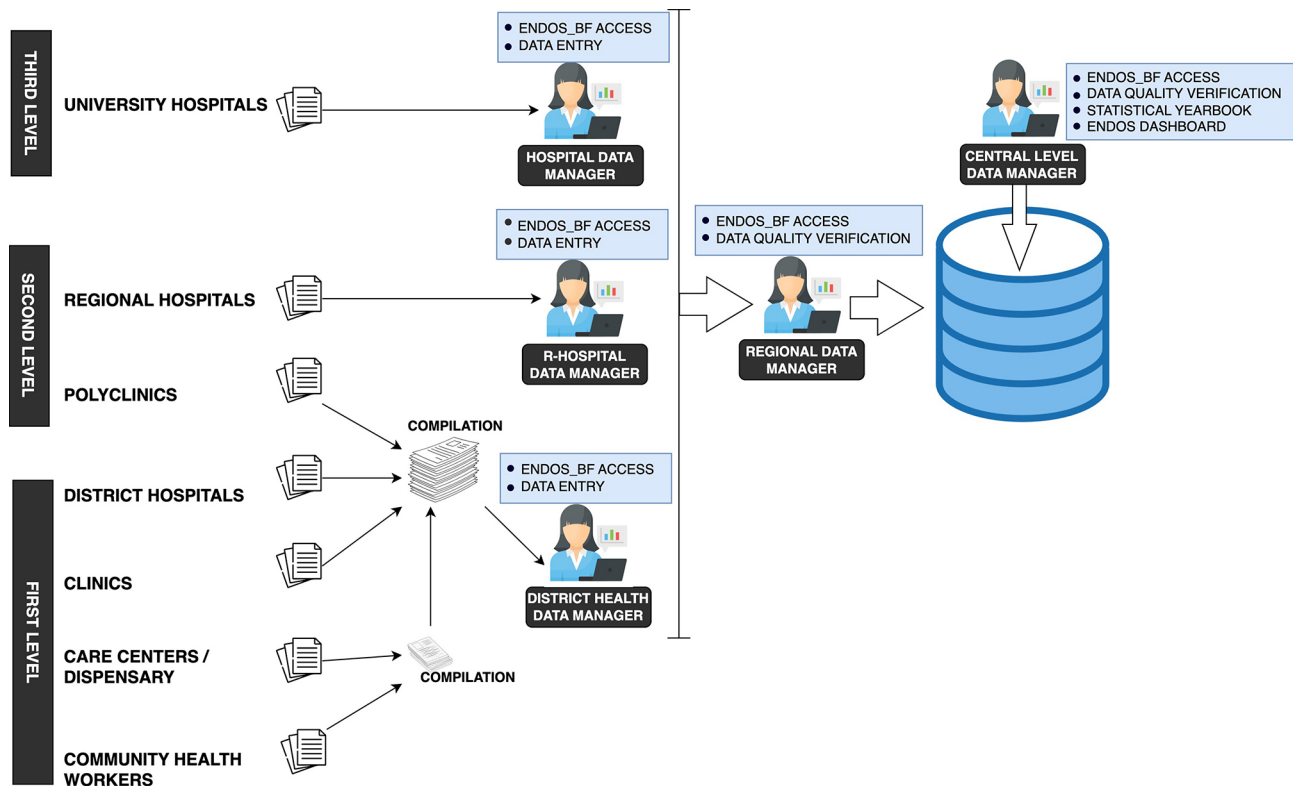 THIRD LEVEL
UNIVERSITY HOSPITALS
ENDOS_BF ACCESS
DATA ENTRY
HOSPITAL DATA
MANAGER
SECOND LEVEL
REGIONAL HOSPITALS
ENDOS_BF ACCESS
DATA ENTRY
R-HOSPITAL
DATA MANAGER
POLYCLINICS
COMPILATION
FIRST LEVEL
DISTRICT HOSPITALS
ENDOS_BF ACCESS
DATA ENTRY
DISTRICT HEALTH
DATA MANAGER
CLINICS
CARE CENTERS /
DISPENSARY
COMPILATION
COMMUNITY HEALTH
WORKERS
ENDOS_BF ACCESS
DATA QUALITY VERIFICATION
REGIONAL DATA
MANAGER
ENDOS_BF ACCESS
DATA QUALITY VERIFICATION
STATISTICAL YEARBOOK
ENDOS DASHBOARD
CENTRAL LEVEL
DATA MANAGER